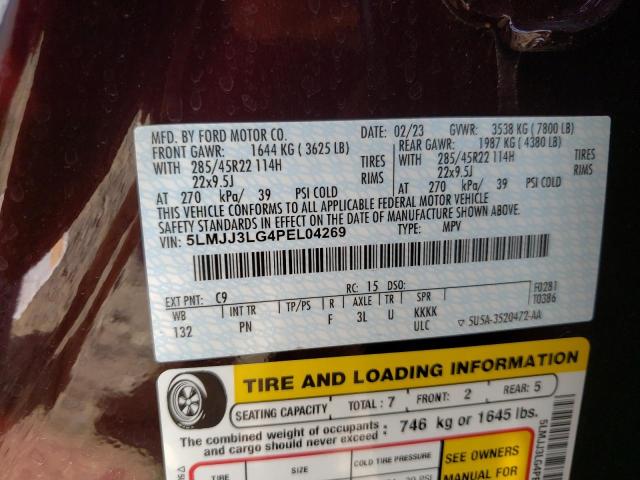 MFD. BY FORD MOTOR CO. DATE: 02/23 GVWR: 3538 KG ( 7800 LB)
FRONT GAWR: 1644 KG ( 3625 LB) REAR GAWR: 1987 KG ( 4380 LB)
WITH 285/45R22 114H TIRES WITH 285/45R22 114H TIRES
22x9.5J RIMS 22x9.5J RIMS
AT 270 kPa/ 39 PSI COLD AT 270 kPa/ 39 PSI COLD
THIS VEHICLE CONFORMS TO ALL APPLICABLE FEDERAL MOTOR VEHICLE
SAFETY STANDARDS IN EFFECT ON THE DATE OF MANUFACTURE SHOWN ABOVE.
VIN: 5LMJJ3LG4PEL04269 TYPE: MPV
EXT PNT: C9 RC: 15 DSO: F0281
WB INT TR TP/PS R AXLE TR SPR T0386
132 PN F 3L U KKKK
ULC ▽ 5U5A-3520472-AA
TIRE AND LOADING INFORMATION
SEATING CAPACITY TOTAL: 7 FRONT: 2 REAR: 5
The combined weight of occupants and cargo should never exceed : 746 kg or 1645 lbs.
TIRE SIZE COLD TIRE PRESSURE SEE OWNERS
MANUAL FOR
5LMJJ3LG4PE